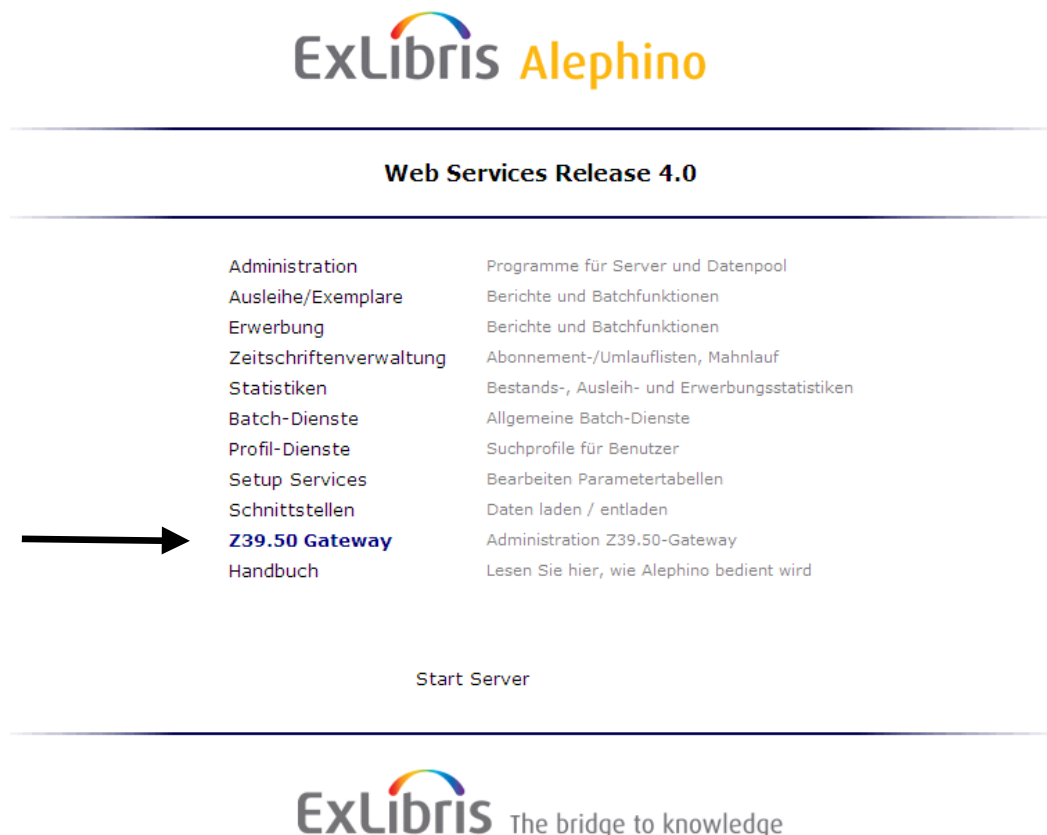 ExLibris Alephino
Web Services Release 4.0
Administration Programme für Server und Datenpool
Ausleihe/Exemplare Berichte und Batchfunktionen
Erwerbung Berichte und Batchfunktionen
Zeitschriftenverwaltung Abonnement-/Umlauflisten, Mahnlauf
Statistiken Bestands-, Ausleih- und Erwerbungsstatistiken
Batch-Dienste Allgemeine Batch-Dienste
Profil-Dienste Suchprofile für Benutzer
Setup Services Bearbeiten Parametertabellen
Schnittstellen Daten laden / entladen
Z39.50 Gateway Administration Z39.50-Gateway
Handbuch Lesen Sie hier, wie Alephino bedient wird
Start Server
ExLibris The bridge to knowledge